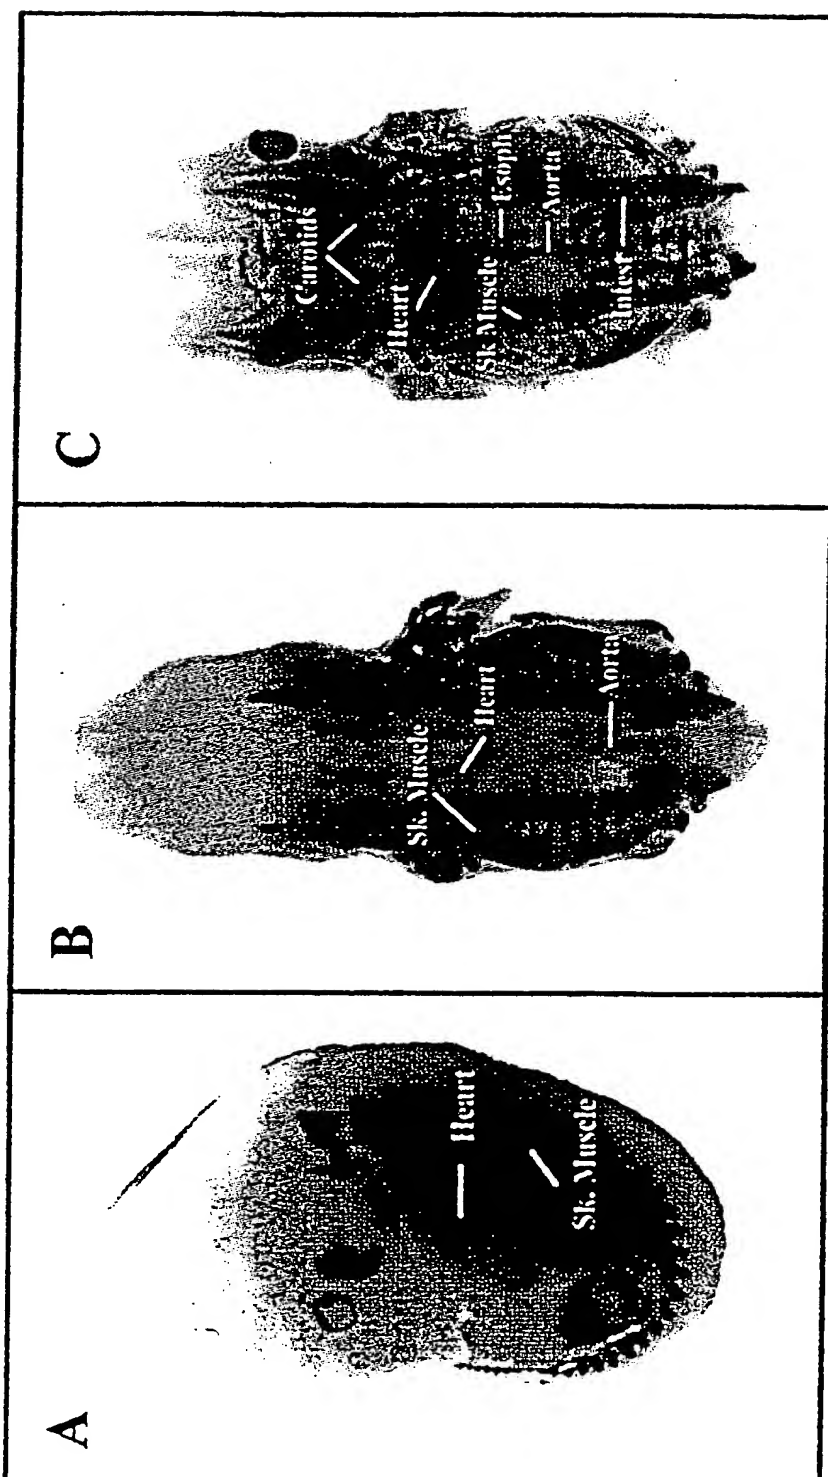 A
Heart
Sk. Muscle
B
Sk. Muscle
Heart
Aorta
C
Carotids
Heart
Sk Muscle
Esoph.
Aorta
Intest